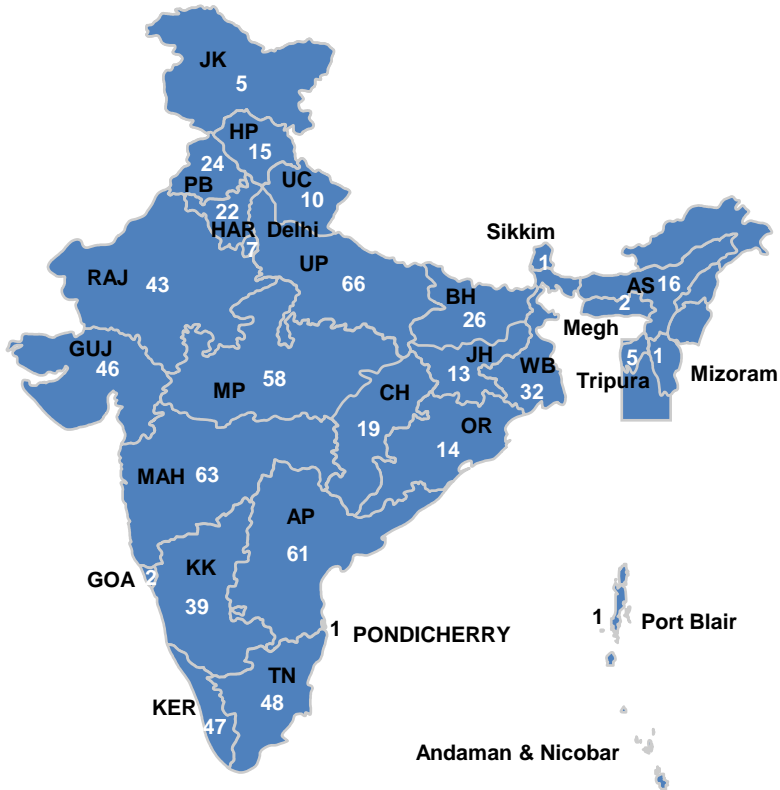 JK
5
HP
15
24
PB
UC
10
22
HAR Delhi
7
Sikkim
1
RAJ
43
UP
66
BH
26
AS 16
2
Megh
GUJ
46
MP
58
CH
19
JH
13
WB
32
5
1
Tripura
Mizoram
OR
14
MAH 63
AP
61
GOA 2
KK
39
1 PONDICHERRY
1 Port Blair
TN
48
KER
47
Andaman & Nicobar